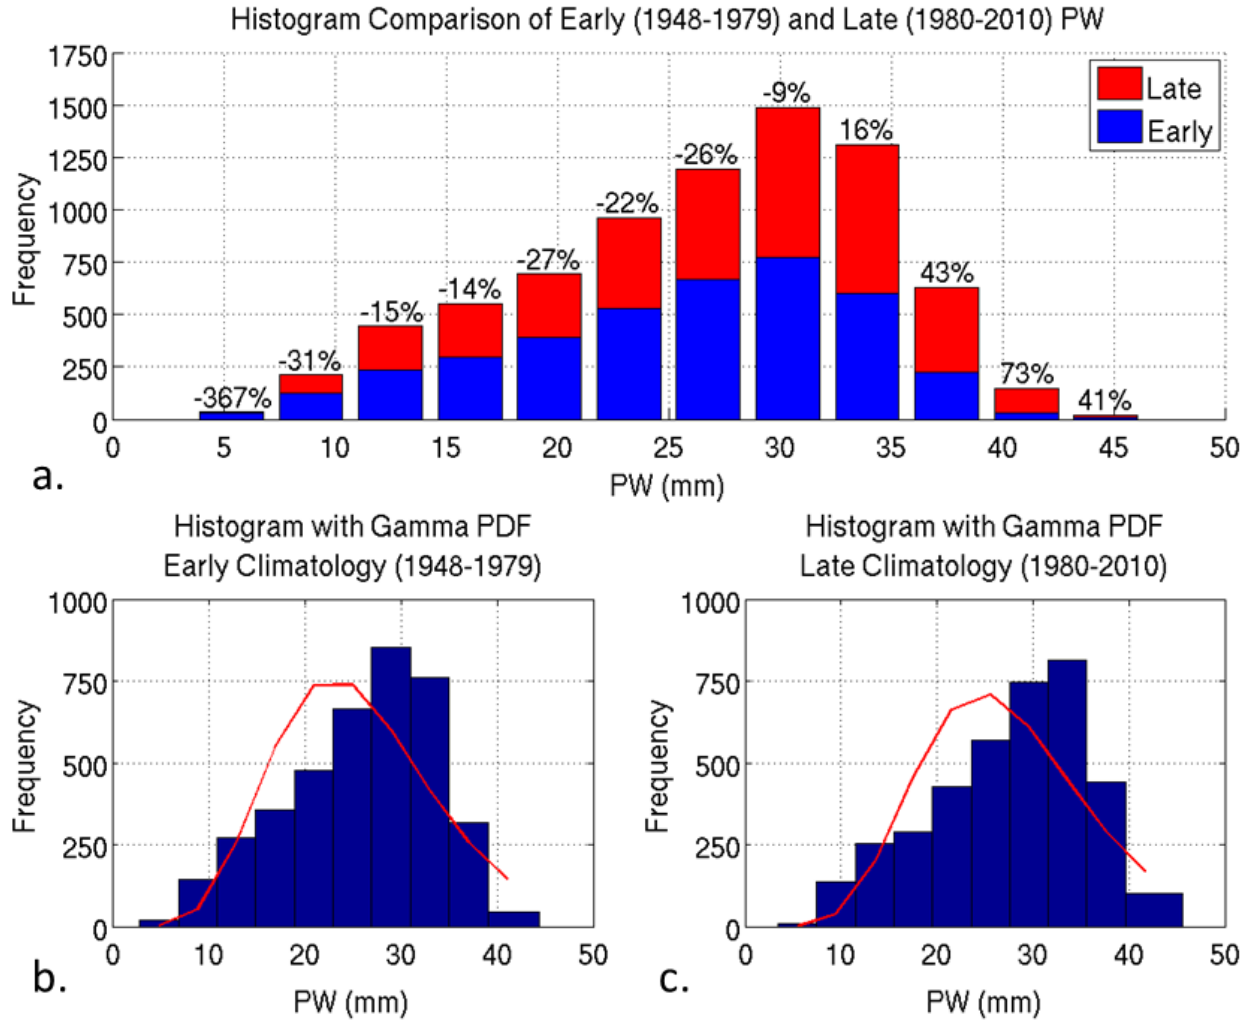 Histogram Comparison of Early (1948-1979) and Late (1980-2010) PW
1750
1500
1250
1000
750
500
250
0
Frequency
-367%
-31%
-15%
-14%
-27%
-22%
-26%
-9%
16%
43%
73%
41%
Late
Early
0 5 10 15 20 25 30 35 40 45 50
PW (mm)
a.
Histogram with Gamma PDF
Early Climatology (1948-1979)
1000
750
500
250
0
Frequency
0 10 20 30 40 50
PW (mm)
b.
Histogram with Gamma PDF
Late Climatology (1980-2010)
1000
750
500
250
0
Frequency
0 10 20 30 40 50
PW (mm)
c.